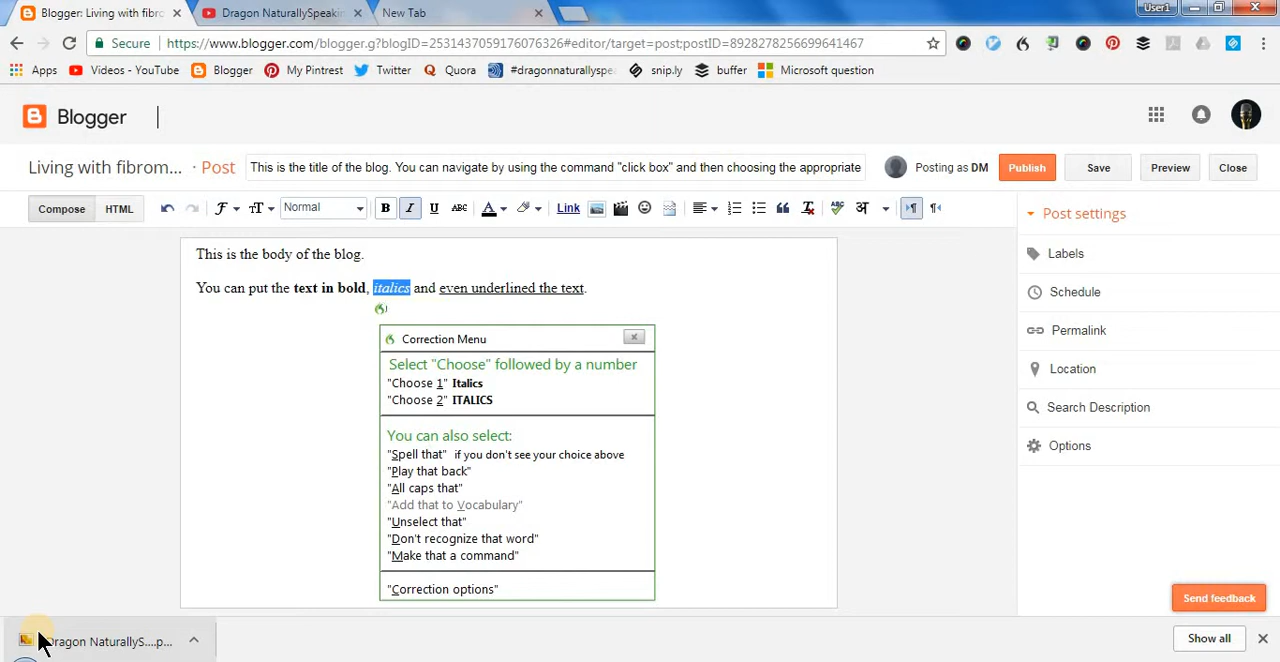 Blogger: Living with fibro
Dragon NaturallySpeakin
New Tab
User1
Secure
https://www.blogger.com/blogger.g?blogID=2531437059176076326#editor/target=post;postID=8928278256699641467
Apps
Videos - YouTube
Blogger
My Pintrest
Twitter
Quora
#dragonnaturallyspe
snip.ly
buffer
Microsoft question
Blogger
Living with fibrom... · Post
This is the title of the blog. You can navigate by using the command "click box" and then choosing the appropriate
Posting as DM
Publish
Save
Preview
Close
Compose
HTML
Normal
B I U ABC A
Link
अ
Post settings
Labels
Schedule
Permalink
Location
Search Description
Options
This is the body of the blog.
You can put the text in bold, italics and even underlined the text.
Correction Menu
Select "Choose" followed by a number
"Choose 1" Italics
"Choose 2" ITALICS
You can also select:
"Spell that" if you don't see your choice above
"Play that back"
"All caps that"
"Add that to Vocabulary"
"Unselect that"
"Don't recognize that word"
"Make that a command"
"Correction options"
Send feedback
Dragon NaturallyS....p...
Show all